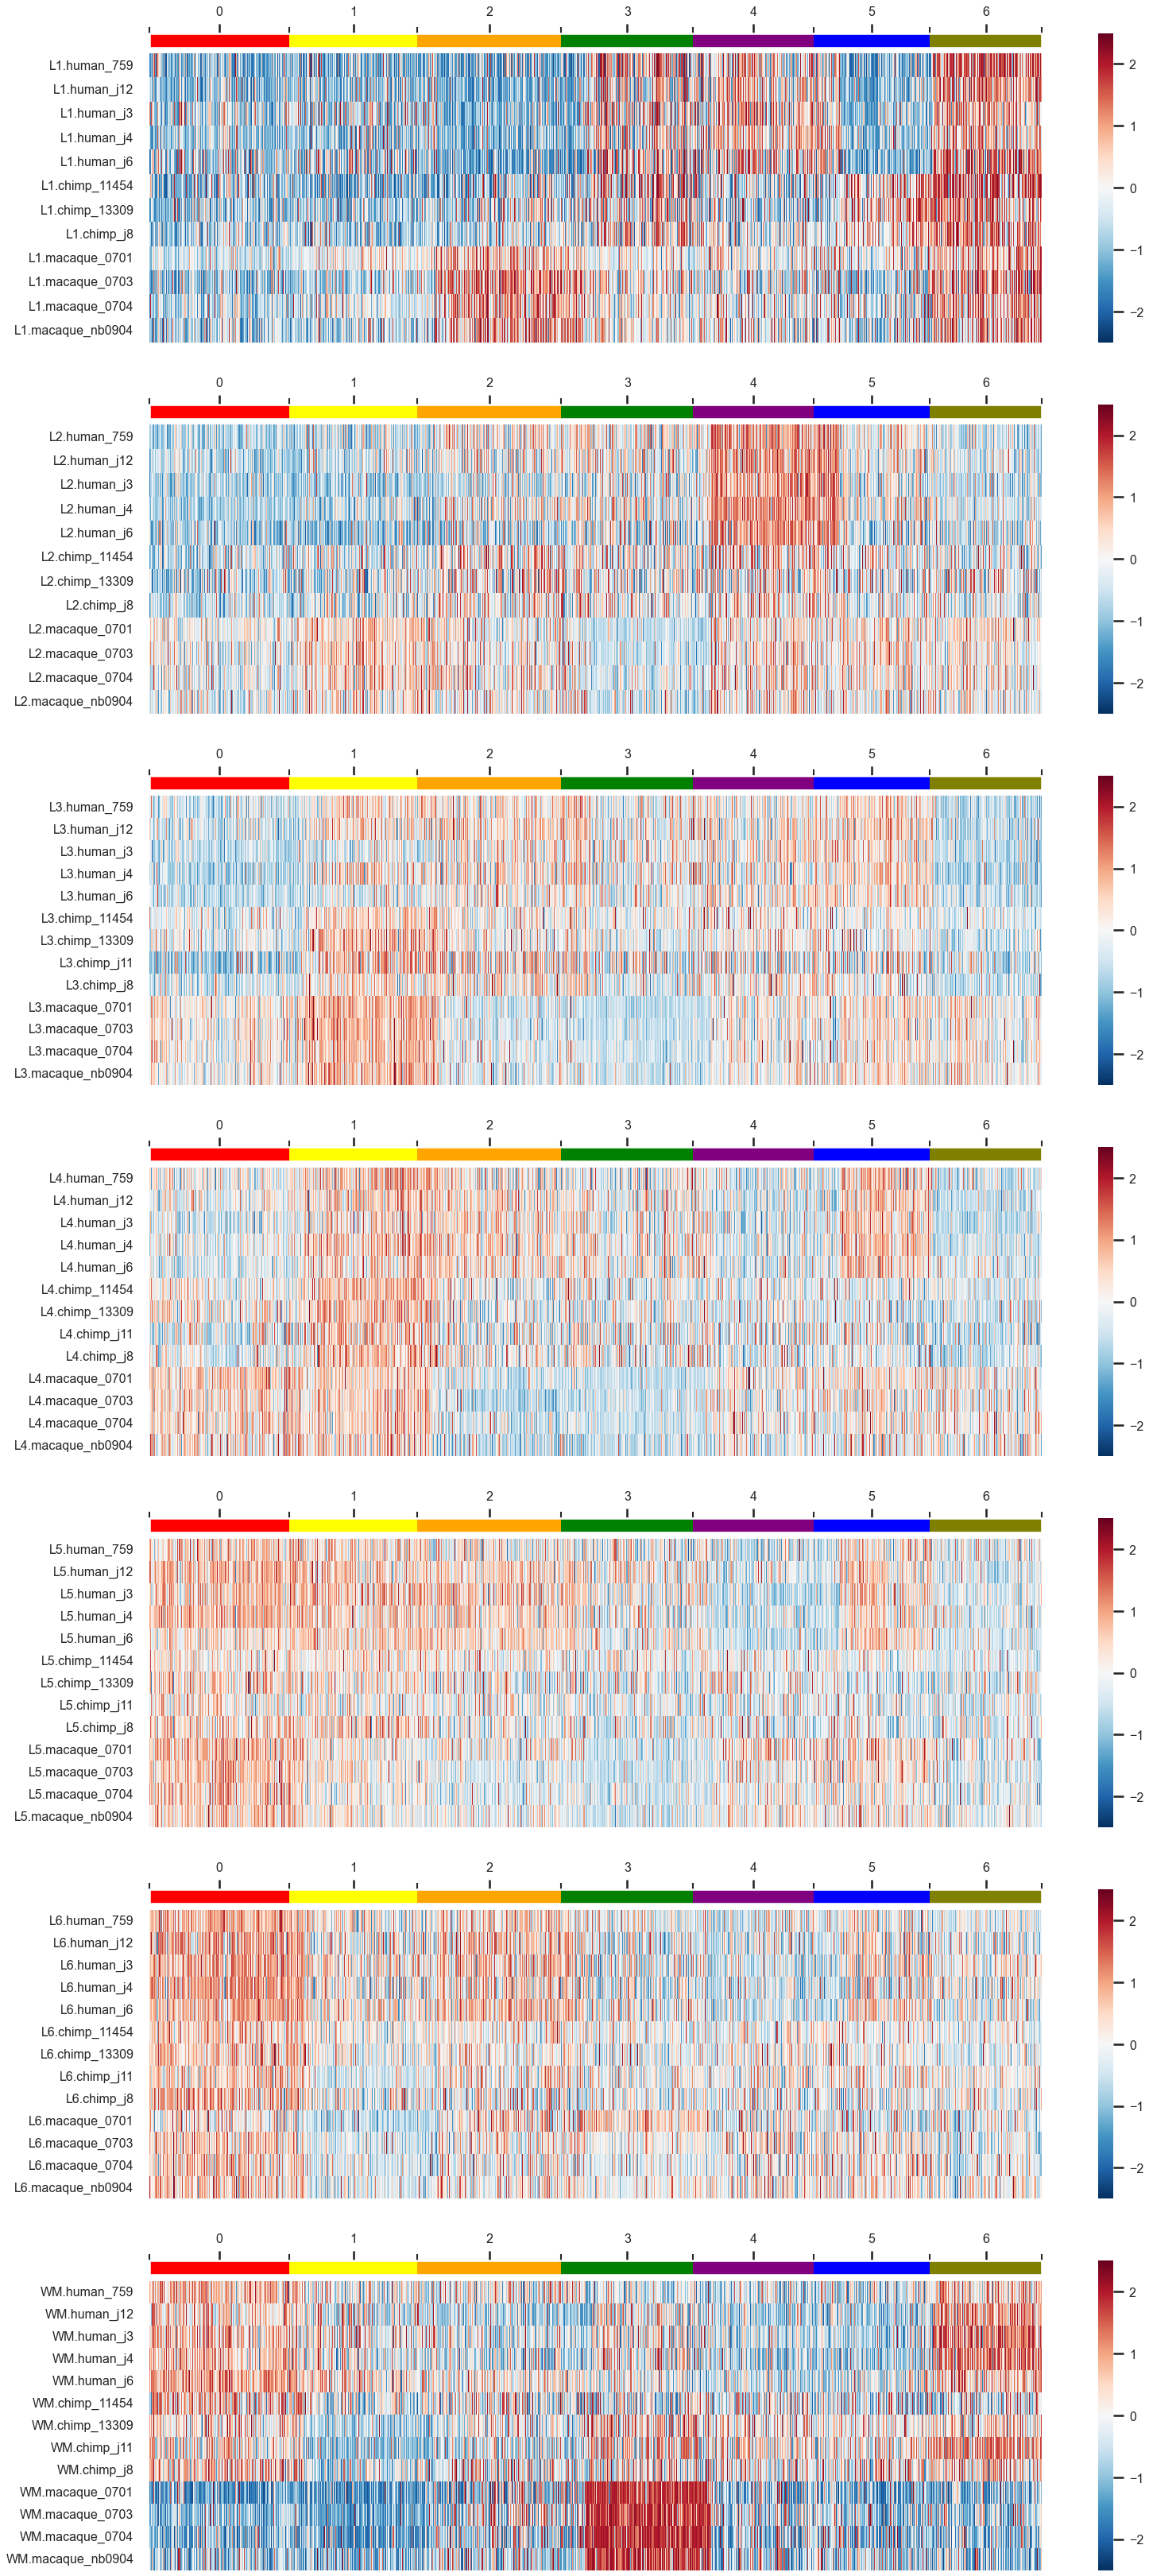 0 1 2 3 4 5 6
L1.human_759
L1.human_j12
L1.human_j3
L1.human_j4
L1.human_j6
L1.chimp_11454
L1.chimp_13309
L1.chimp_j8
L1.macaque_0701
L1.macaque_0703
L1.macaque_0704
L1.macaque_nb0904
2
1
0
−1
−2
0 1 2 3 4 5 6
L2.human_759
L2.human_j12
L2.human_j3
L2.human_j4
L2.human_j6
L2.chimp_11454
L2.chimp_13309
L2.chimp_j8
L2.macaque_0701
L2.macaque_0703
L2.macaque_0704
L2.macaque_nb0904
2
1
0
−1
−2
0 1 2 3 4 5 6
L3.human_759
L3.human_j12
L3.human_j3
L3.human_j4
L3.human_j6
L3.chimp_11454
L3.chimp_13309
L3.chimp_j11
L3.chimp_j8
L3.macaque_0701
L3.macaque_0703
L3.macaque_0704
L3.macaque_nb0904
2
1
0
−1
−2
0 1 2 3 4 5 6
L4.human_759
L4.human_j12
L4.human_j3
L4.human_j4
L4.human_j6
L4.chimp_11454
L4.chimp_13309
L4.chimp_j11
L4.chimp_j8
L4.macaque_0701
L4.macaque_0703
L4.macaque_0704
L4.macaque_nb0904
2
1
0
−1
−2
0 1 2 3 4 5 6
L5.human_759
L5.human_j12
L5.human_j3
L5.human_j4
L5.human_j6
L5.chimp_11454
L5.chimp_13309
L5.chimp_j11
L5.chimp_j8
L5.macaque_0701
L5.macaque_0703
L5.macaque_0704
L5.macaque_nb0904
2
1
0
−1
−2
0 1 2 3 4 5 6
L6.human_759
L6.human_j12
L6.human_j3
L6.human_j4
L6.human_j6
L6.chimp_11454
L6.chimp_13309
L6.chimp_j11
L6.chimp_j8
L6.macaque_0701
L6.macaque_0703
L6.macaque_0704
L6.macaque_nb0904
2
1
0
−1
−2
0 1 2 3 4 5 6
WM.human_759
WM.human_j12
WM.human_j3
WM.human_j4
WM.human_j6
WM.chimp_11454
WM.chimp_13309
WM.chimp_j11
WM.chimp_j8
WM.macaque_0701
WM.macaque_0703
WM.macaque_0704
WM.macaque_nb0904
2
1
0
−1
−2